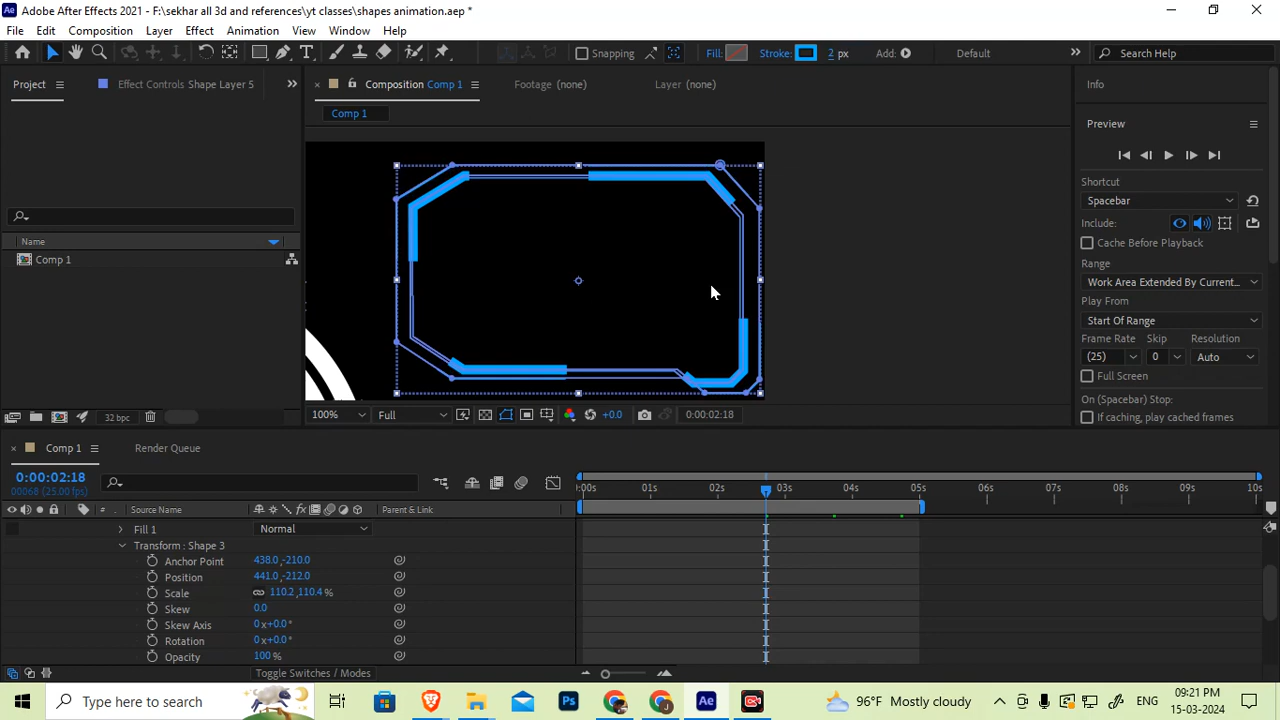 Adobe After Effects 2021 - F:\sekhar all 3d and references\yt classes\shapes animation.aep *
File Edit Composition Layer Effect Animation View Window Help
Snapping Fill: Stroke: 2 px Add: Default Search Help
Project Effect Controls Shape Layer 5 Composition Comp 1 Footage (none) Layer (none) Info
Comp 1
Preview
Shortcut
Spacebar
Include:
Cache Before Playback
Range
Work Area Extended By Current...
Play From
Start Of Range
Frame Rate Skip Resolution
(25) 0 Auto
Full Screen
On (Spacebar) Stop:
If caching, play cached frames
Name
Comp 1
32 bpc
100% Full +0.0 0:00:02:18
Comp 1 Render Queue
0:00:02:18
00068 (25.00 fps)
:00s 01s 02s 03s 04s 05s 06s 07s 08s 09s 10s
# Source Name Parent & Link
Fill 1 Normal
Transform : Shape 3
Anchor Point 438.0,-210.0
Position 441.0,-212.0
Scale 110.2,110.4 %
Skew 0.0
Skew Axis 0 x+0.0°
Rotation 0 x+0.0°
Opacity 100 %
Toggle Switches / Modes
Type here to search
96°F Mostly cloudy
ENG
09:21 PM
15-03-2024